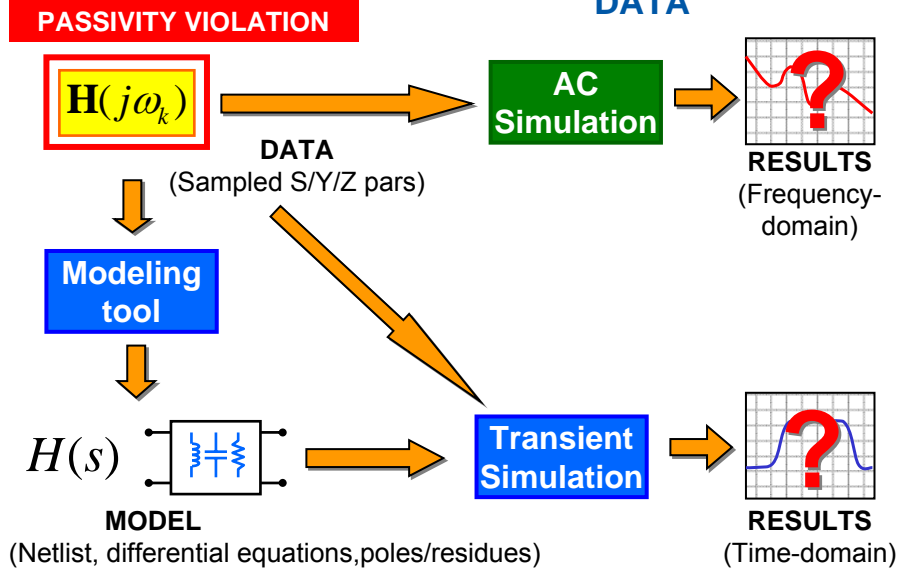 DATA
PASSIVITY VIOLATION
H(jωₖ)
AC
Simulation
?
DATA
(Sampled S/Y/Z pars)
RESULTS
(Frequency-
domain)
Modeling
tool
H(s)
Transient
Simulation
?
MODEL
(Netlist, differential equations,poles/residues)
RESULTS
(Time-domain)